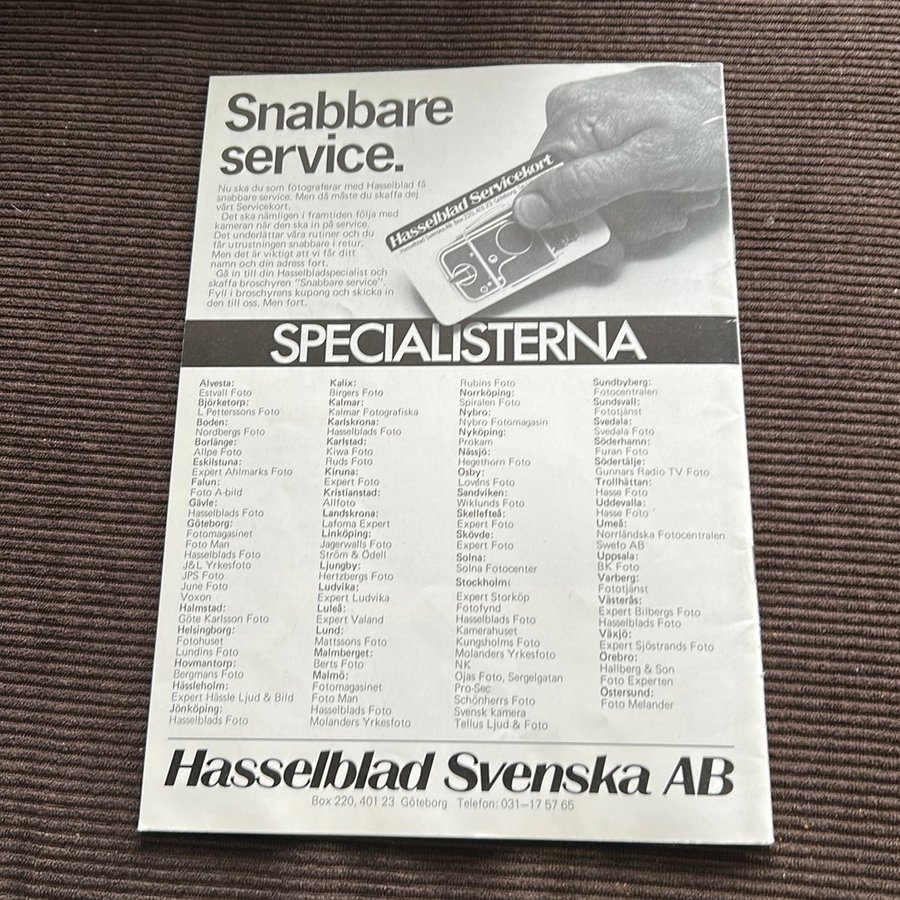 Snabbare
service.
Nu ska du som fotograferar med Hasselblad få
snabbare service. Men då måste du skaffa dej
vårt Servicekort.
Det ska nämligen i framtiden följa med
kameran när den ska in på service.
Det underlättar våra rutiner och du
får utrustningen snabbare i retur.
Men det är viktigt att vi får ditt
namn och din adress fort.
Gå in till din Hasselbladspecialist och
skaffa broschyren "Snabbare service".
Fyll i broschyrens kupong och skicka in
den till oss. Men fort.
Hasselblad Servicekort
Hasselblad Svenska AB Box 220, 401 23 Göteborg
SPECIALISTERNA
Alvesta:
Estvall Foto
Björketorp:
L Petterssons Foto
Boden:
Nordbergs Foto
Borlänge:
Allpe Foto
Eskilstuna:
Expert Ahlmarks Foto
Falun:
Foto A-bild
Gävle:
Hasselblads Foto
Göteborg:
Fotomagasinet
Foto Man
Hasselblads Foto
J&L Yrkesfoto
JPS Foto
June Foto
Voxon
Halmstad:
Göte Karlsson Foto
Helsingborg:
Fotohuset
Lundins Foto
Hovmantorp:
Bergmans Foto
Hässleholm:
Expert Hässle Ljud & Bild
Jönköping:
Hasselblads Foto
Kalix:
Birgers Foto
Kalmar:
Kalmar Fotografiska
Karlskrona:
Hasselblads Foto
Karlstad:
Kiwa Foto
Ruds Foto
Kiruna:
Expert Foto
Kristianstad:
Allfoto
Landskrona:
Lafoma Expert
Linköping:
Jagerwalls Foto
Ström & Ödell
Ljungby:
Hertzbergs Foto
Ludvika:
Expert Ludvika
Luleå:
Expert Valand
Lund:
Mattssons Foto
Malmberget:
Berts Foto
Malmö:
Fotomagasinet
Foto Man
Hasselblads Foto
Molanders Yrkesfoto
Rubins Foto
Norrköping:
Spiralen Foto
Nybro:
Nybro Fotomagasin
Nyköping:
Prokam
Nässjö:
Hegethorn Foto
Osby:
Lovéns Foto
Sandviken:
Wiklunds Foto
Skellefteå:
Expert Foto
Skövde:
Expert Foto
Solna:
Solna Fotocenter
Stockholm:
Expert Storköp
Fotofynd
Hasselblads Foto
Kamerahuset
Kungsholms Foto
Molanders Yrkesfoto
NK
Ojas Foto, Sergelgatan
Pro-Sec
Schönherrs Foto
Svensk kamera
Tellus Ljud & Foto
Sundbyberg:
Fotocentralen
Sundsvall:
Fototjänst
Svedala:
Svedala Foto
Söderhamn:
Furan Foto
Södertälje:
Gunnars Radio TV Foto
Trollhättan:
Hasse Foto
Uddevalla:
Hasse Foto
Umeå:
Norrländska Fotocentralen
Swefo AB
Uppsala:
BK Foto
Varberg:
Fototjänst
Västerås:
Expert Bilbergs Foto
Hasselblads Foto
Växjö:
Expert Sjöstrands Foto
Örebro:
Hallberg & Son
Foto Experten
Östersund:
Foto Melander
Hasselblad Svenska AB
Box 220, 401 23 Göteborg Telefon: 031–17 57 65